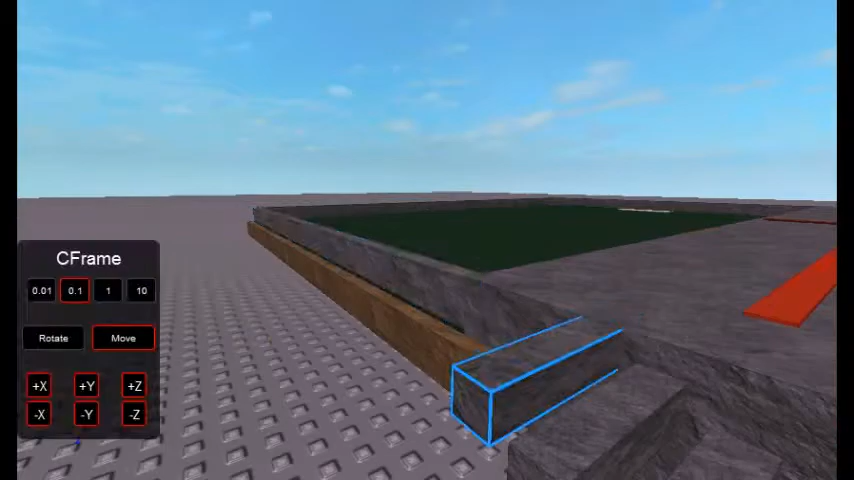 CFrame
0.01 0.1 1 10
Rotate Move
+X +Y +Z
-X -Y -Z